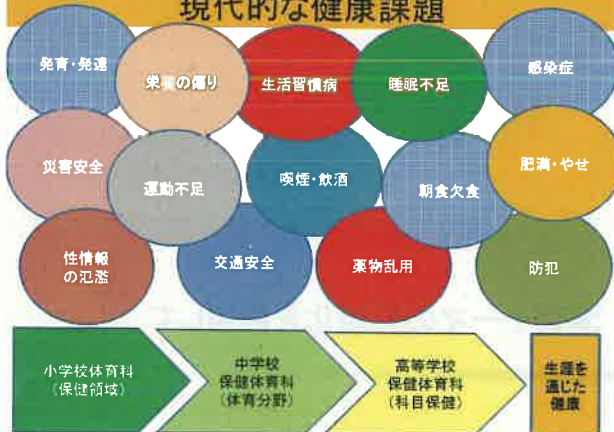 現代的な健康課題
発育・発達
栄養の偏り
生活習慣病
睡眠不足
感染症
災害安全
運動不足
喫煙・飲酒
朝食欠食
肥満・やせ
性情報
の氾濫
交通安全
薬物乱用
防犯
小学校体育科
(保健領域)
中学校
保健体育科
(体育分野)
高等学校
保健体育科
(科目保健)
生涯を
通じた
健康